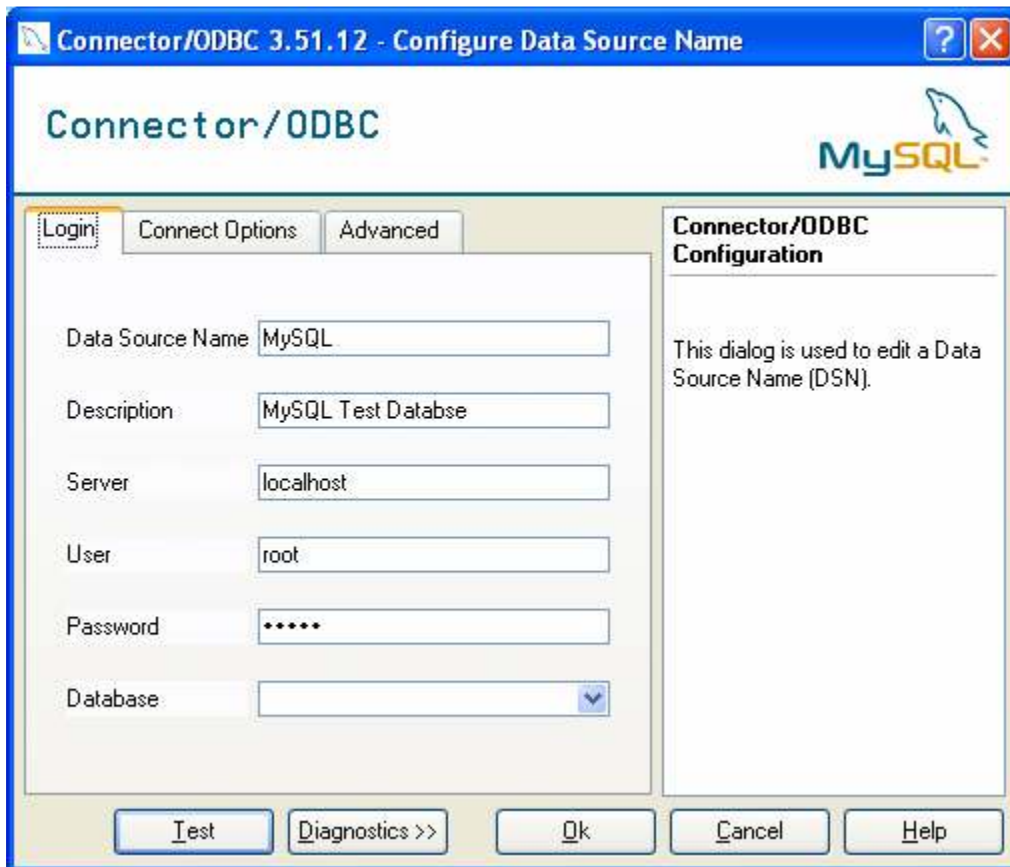 Connector/ODBC 3.51.12 - Configure Data Source Name
?
Connector/ODBC
MySQL
Login
Connect Options
Advanced
Data Source Name
MySQL
Description
MySQL Test Databse
Server
localhost
User
root
Password
•••••
Database
Connector/ODBC
Configuration
This dialog is used to edit a Data
Source Name (DSN).
Test
Diagnostics >>
Ok
Cancel
Help